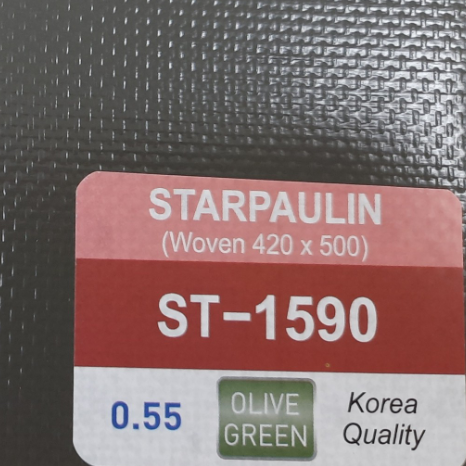 STARPAULIN
(Woven 420 x 500)
ST-1590
0.55
OLIVE
GREEN
Korea
Quality